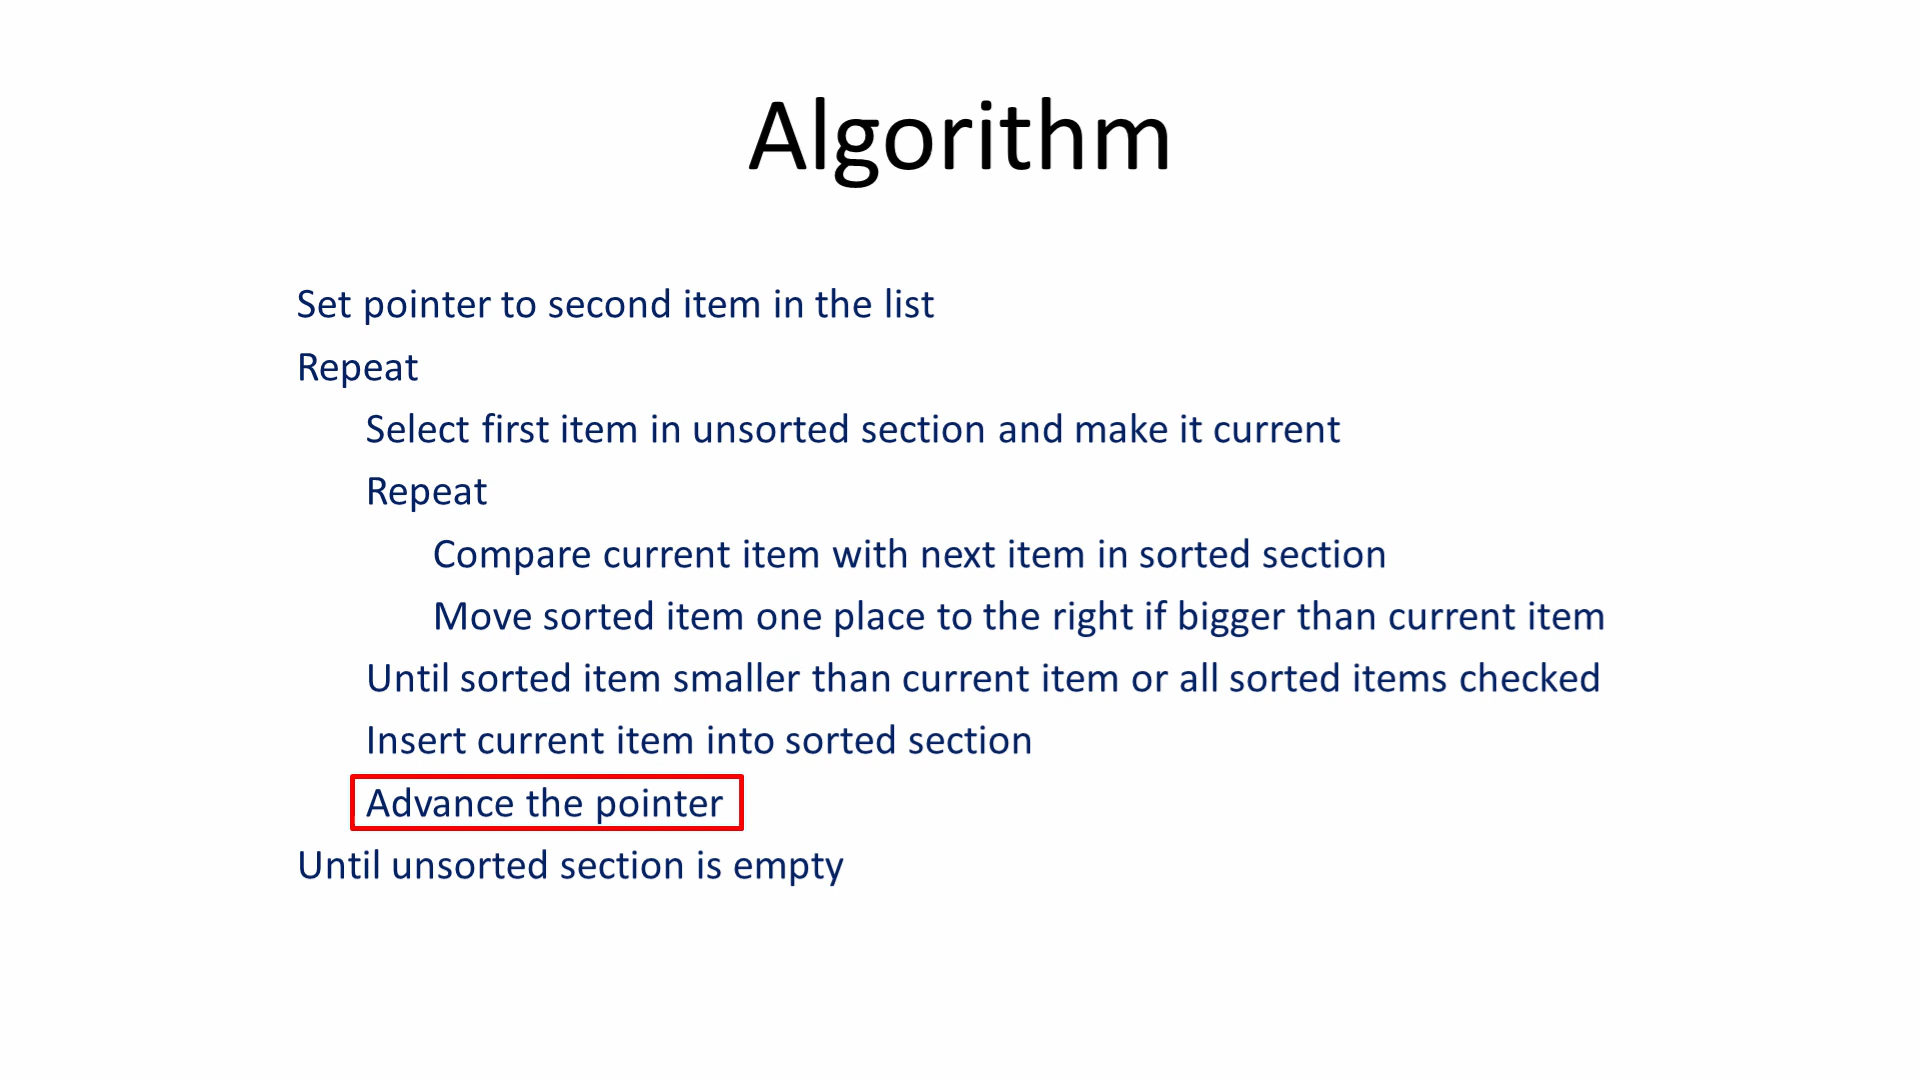 Algorithm
Set pointer to second item in the list
Repeat
Select first item in unsorted section and make it current
Repeat
Compare current item with next item in sorted section
Move sorted item one place to the right if bigger than current item
Until sorted item smaller than current item or all sorted items checked
Insert current item into sorted section
Advance the pointer
Until unsorted section is empty